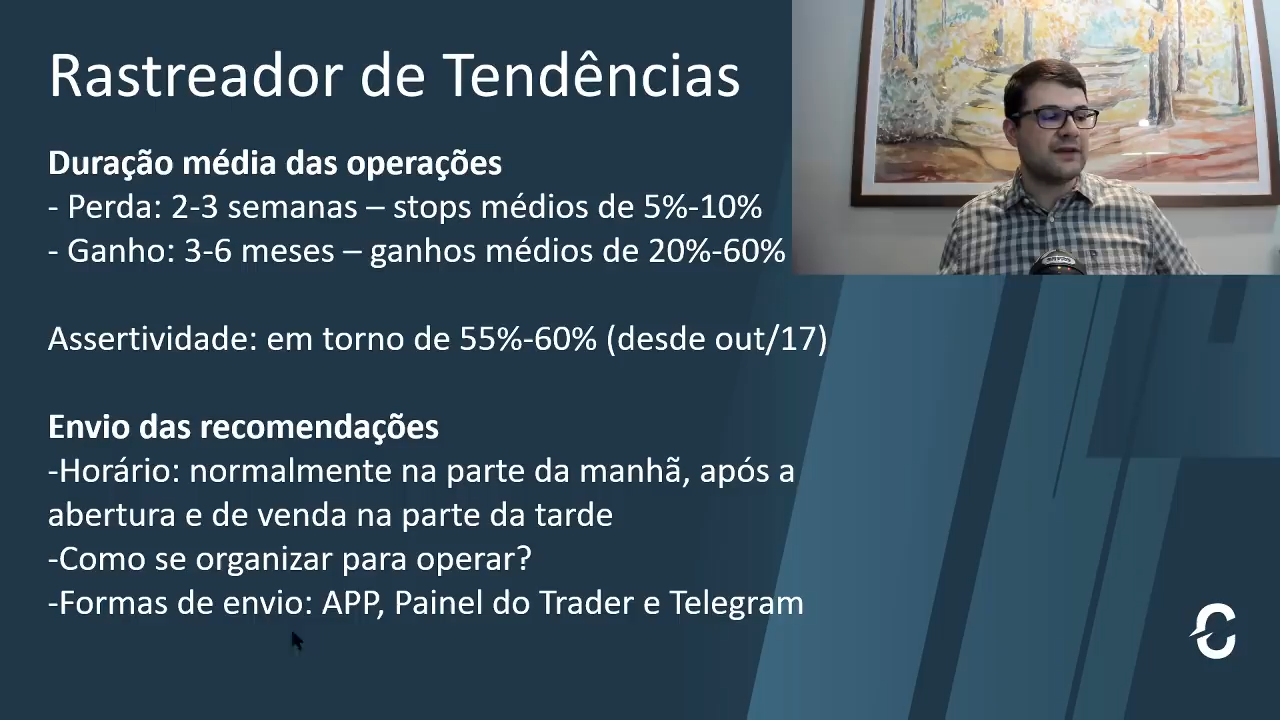 Rastreador de Tendências
Duração média das operações
- Perda: 2-3 semanas – stops médios de 5%-10%
- Ganho: 3-6 meses – ganhos médios de 20%-60%
Assertividade: em torno de 55%-60% (desde out/17)
Envio das recomendações
-Horário: normalmente na parte da manhã, após a
abertura e de venda na parte da tarde
-Como se organizar para operar?
-Formas de envio: APP, Painel do Trader e Telegram